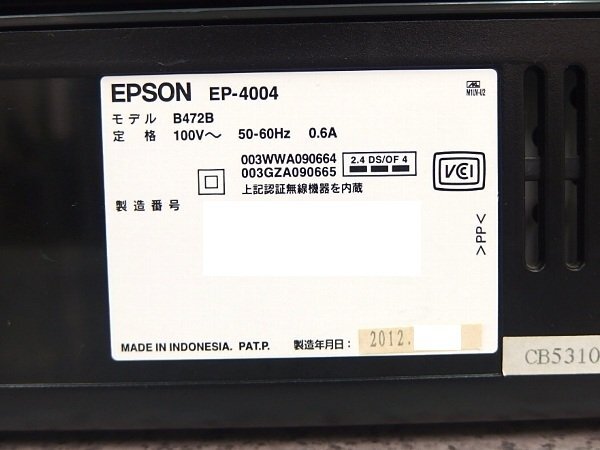 EPSON EP-4004
モデル B472B
定 格 100V～ 50-60Hz 0.6A
003WWA090664
003GZA090665
2.4 DS/OF 4
上記認証無線機器を内蔵
VCI
製造番号
>PP<
MADE IN INDONESIA. PAT.P. 製造年月日: 2012.
CB5310